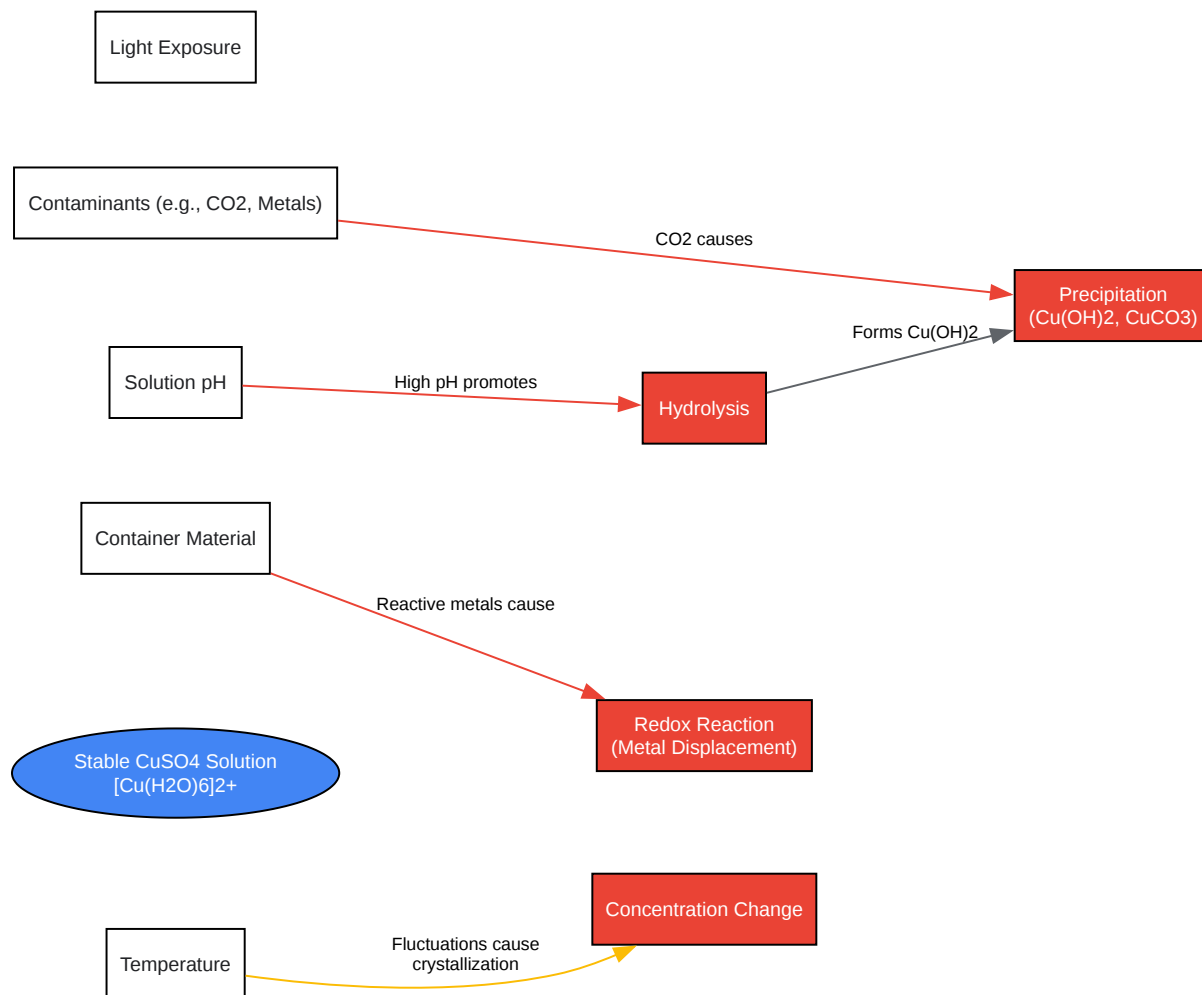 Light Exposure
Contaminants (e.g., CO2, Metals)
CO2 causes
Precipitation
(Cu(OH)2, CuCO3)
Forms Cu(OH)2
Solution pH
High pH promotes
Hydrolysis
Container Material
Reactive metals cause
Redox Reaction
(Metal Displacement)
Stable CuSO4 Solution
[Cu(H2O)6]2+
Concentration Change
Fluctuations cause
crystallization
Temperature